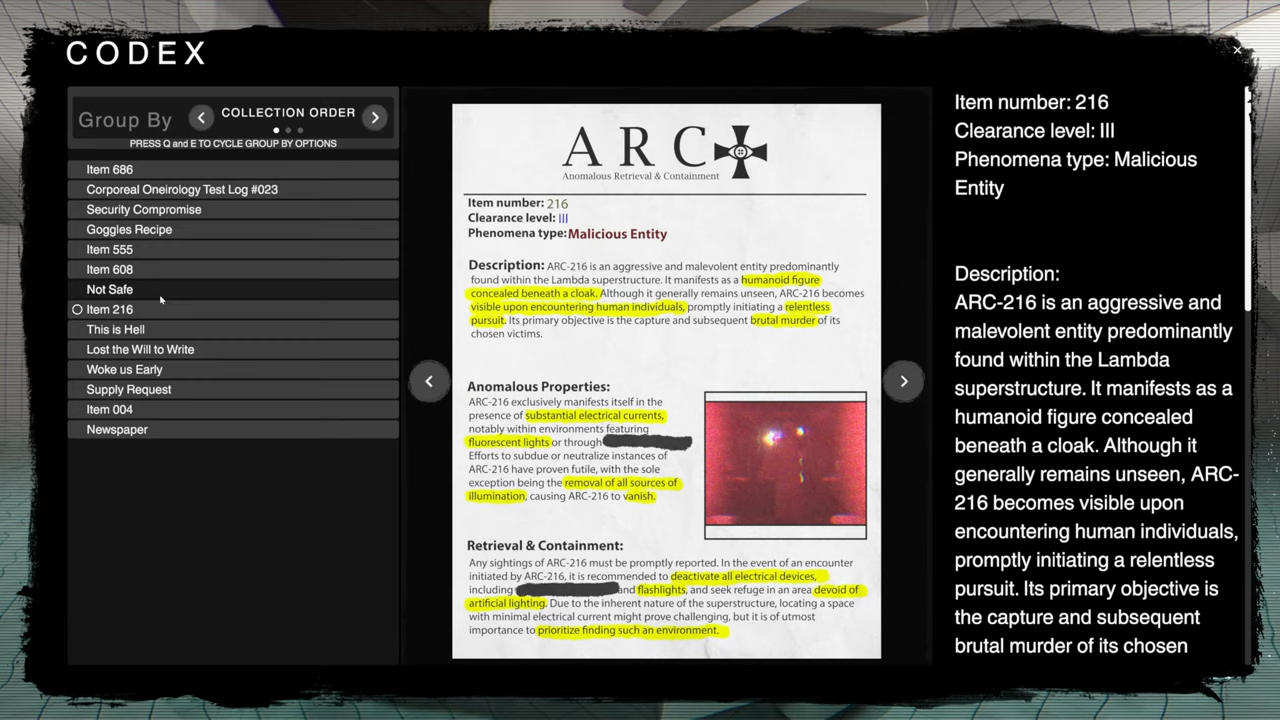 CODEX
×
Group By
COLLECTION ORDER
PRESS Q and E TO CYCLE GROUP BY OPTIONS
Item 686
Corporeal Oneirology Test Log #023
Security Compromise
Goggles Recipe
Item 555
Item 608
Not Safe
Item 216
This is Hell
Lost the Will to Write
Woke us Early
Supply Request
Item 004
Newspaper
ARC
Anomalous Retrieval & Containment
Item number: 216
Clearance level: III
Phenomena type: Malicious Entity
Description: ARC-216 is an aggressive and malevolent entity predominantly
found within the Lambda superstructure. It manifests as a humanoid figure
concealed beneath a cloak. Although it generally remains unseen, ARC-216 becomes
visible upon encountering human individuals, promptly initiating a relentless
pursuit. Its primary objective is the capture and subsequent brutal murder of its
chosen victims.
Anomalous Properties:
ARC-216 exclusively manifests itself in the
presence of substantial electrical currents,
notably within environments featuring
fluorescent lights or through
Efforts to subdue or neutralize instances of
ARC-216 have proven futile, with the sole
exception being the removal of all sources of
illumination, causing ARC-216 to vanish.
Retrieval & Containment:
Any sightings of ARC-216 must be promptly reported. In the event of an encounter
initiated by ARC-216, it is recommended to deactivate all electrical devices,
including and flashlights, and seek refuge in an area devoid of
artificial lighting. Due to the inherent nature of the superstructure, locating a space
with minimal electrical current might prove challenging, but it is of utmost
importance to prioritize finding such an environment.
Item number: 216
Clearance level: III
Phenomena type: Malicious
Entity
Description:
ARC-216 is an aggressive and
malevolent entity predominantly
found within the Lambda
superstructure. It manifests as a
humanoid figure concealed
beneath a cloak. Although it
generally remains unseen, ARC-
216 becomes visible upon
encountering human individuals,
promptly initiating a relentless
pursuit. Its primary objective is
the capture and subsequent
brutal murder of its chosen